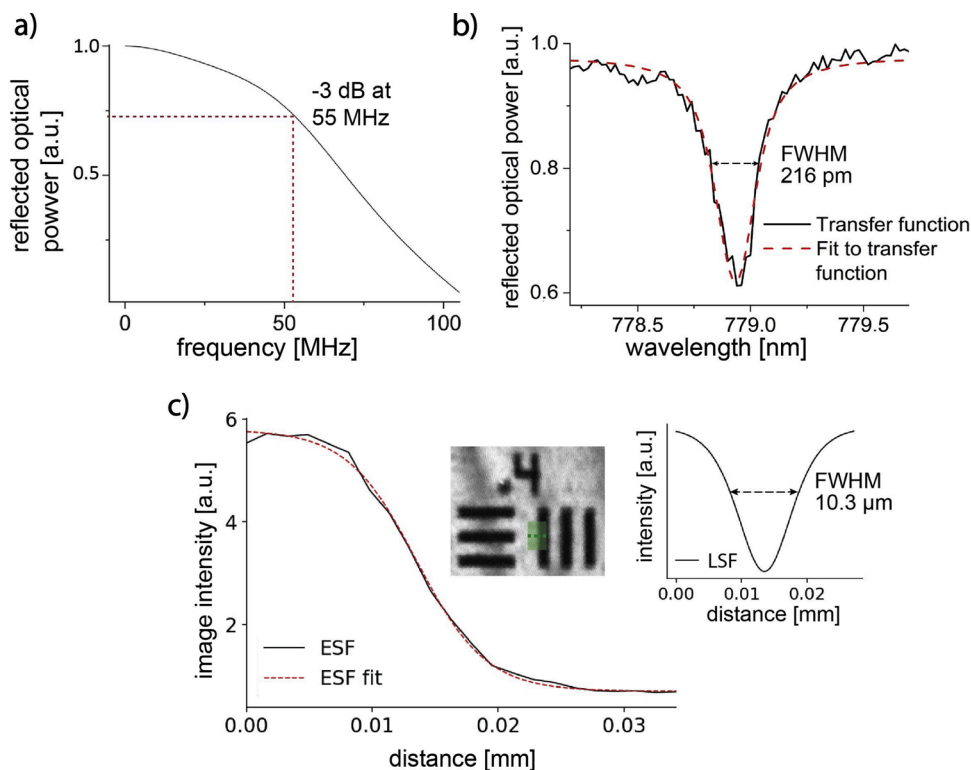 a)
reflected optical
powver [a.u.]
1.0
0.5
-3 dB at
55 MHz
0
50
100
frequency [MHz]
b)
reflected optical power [a.u.]
1.0
0.8
0.6
FWHM
216 pm
Transfer function
Fit to transfer
function
778.5
779.0
779.5
wavelength [nm]
c)
image intensity [a.u.]
6
4
2
ESF
ESF fit
0.00
0.01
0.02
0.03
distance [mm]
.4
intensity [a.u.]
FWHM
10.3 µm
LSF
0.00
0.01
0.02
distance [mm]